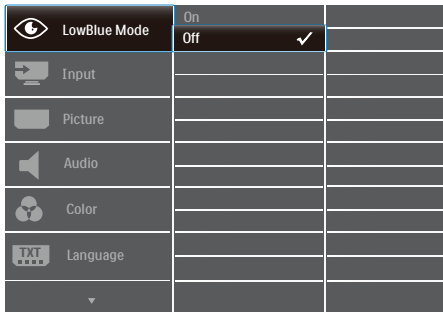 LowBlue Mode
On
Off
Input
Picture
Audio
Color
TXT
Language